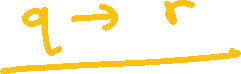 q → r